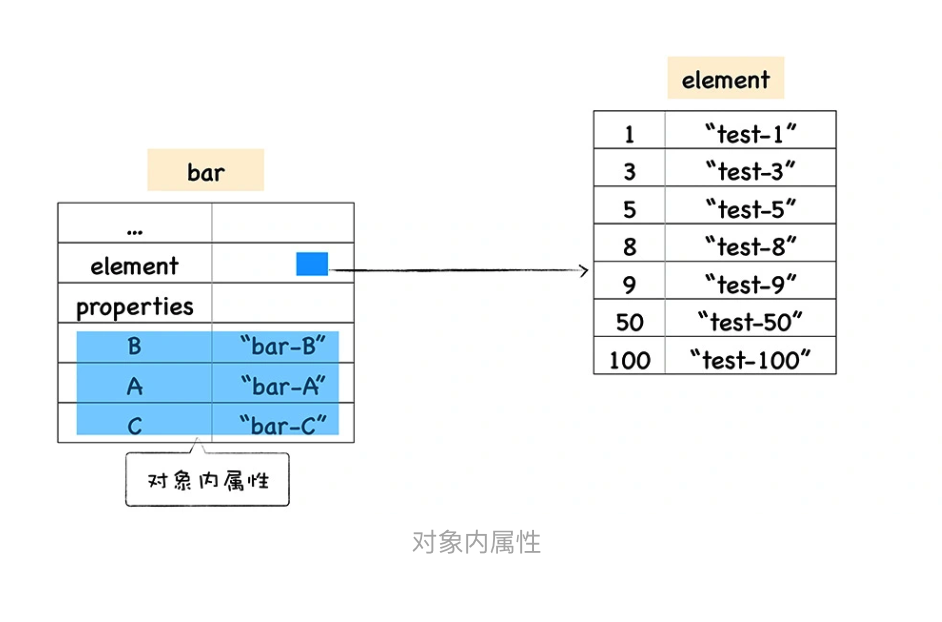 bar
...
element
properties
B "bar-B"
A "bar-A"
C "bar-C"
对象内属性
element
1 "test-1"
3 "test-3"
5 "test-5"
8 "test-8"
9 "test-9"
50 "test-50"
100 "test-100"
对象内属性